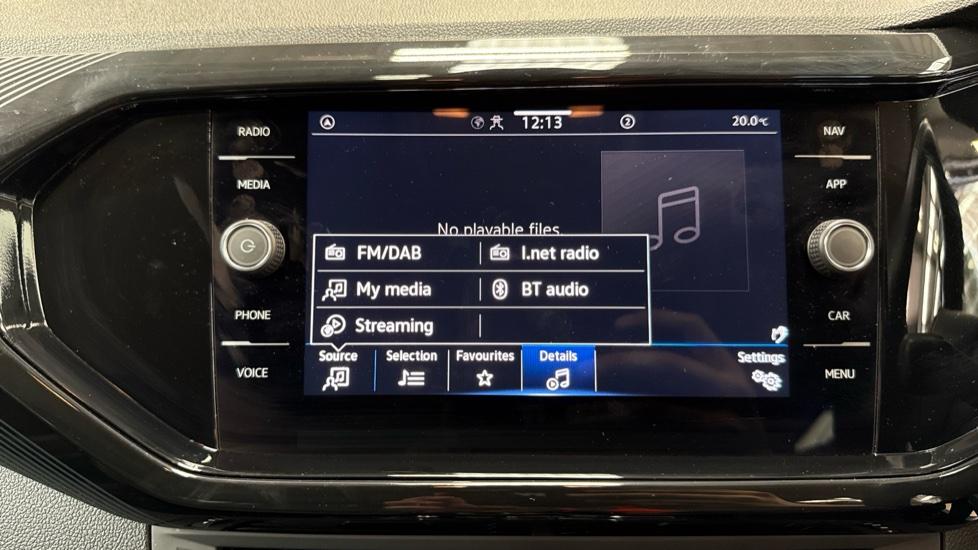 RADIO
MEDIA
PHONE
VOICE
A 12:13 2 20.0°C
No playable files.
FM/DAB I.net radio
My media BT audio
Streaming
Source Selection Favourites Details Settings
NAV
APP
CAR
MENU